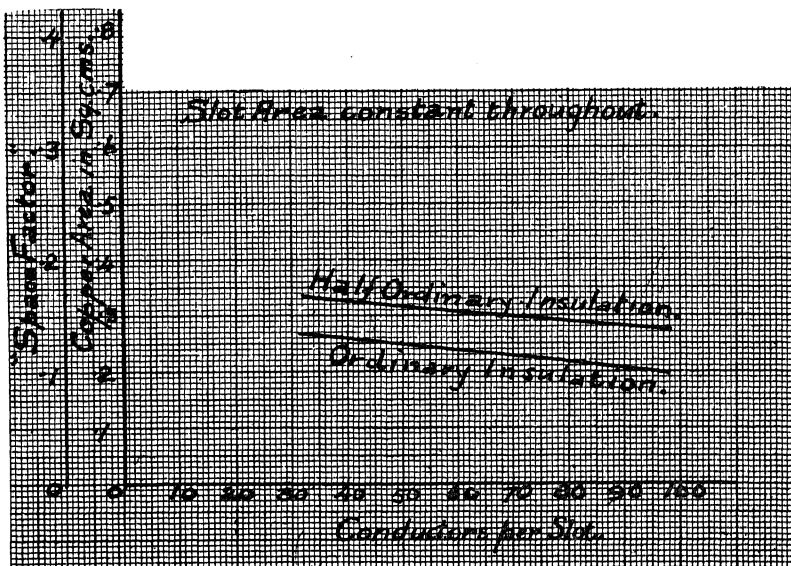 Slot Area constant throughout.
"Space Factor."
·4
·3
·2
·1
0
Copper Area in Sq. cms.
·8
·7
·6
·5
·4
·3
·2
·1
0
Half Ordinary Insulation.
Ordinary Insulation.
0 10 20 30 40 50 60 70 80 90 100
Conductors per Slot.